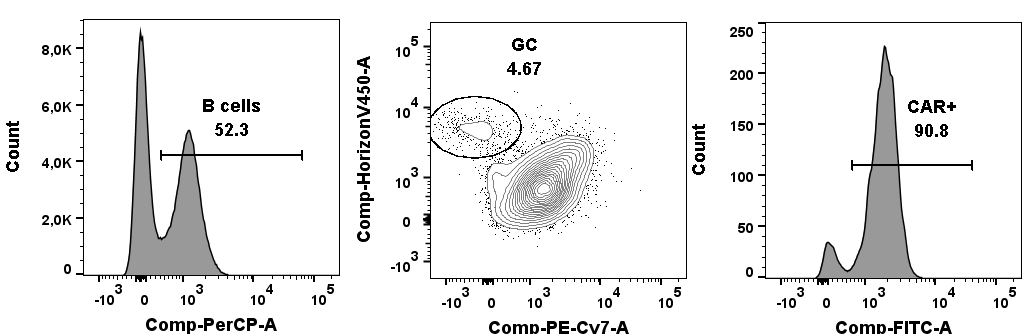 8,0K
6,0K
4,0K
2,0K
0
Count
B cells
52.3
-10³ 0 10³ 10⁴ 10⁵
Comp-PerCP-A
10⁵
10⁴
10³
0
-10³
Comp-HorizonV450-A
GC
4.67
-10³ 0 10³ 10⁴ 10⁵
Comp-PE-Cy7-A
250
200
150
100
50
0
Count
CAR+
90.8
-10³ 0 10³ 10⁴ 10⁵
Comp-FITC-A